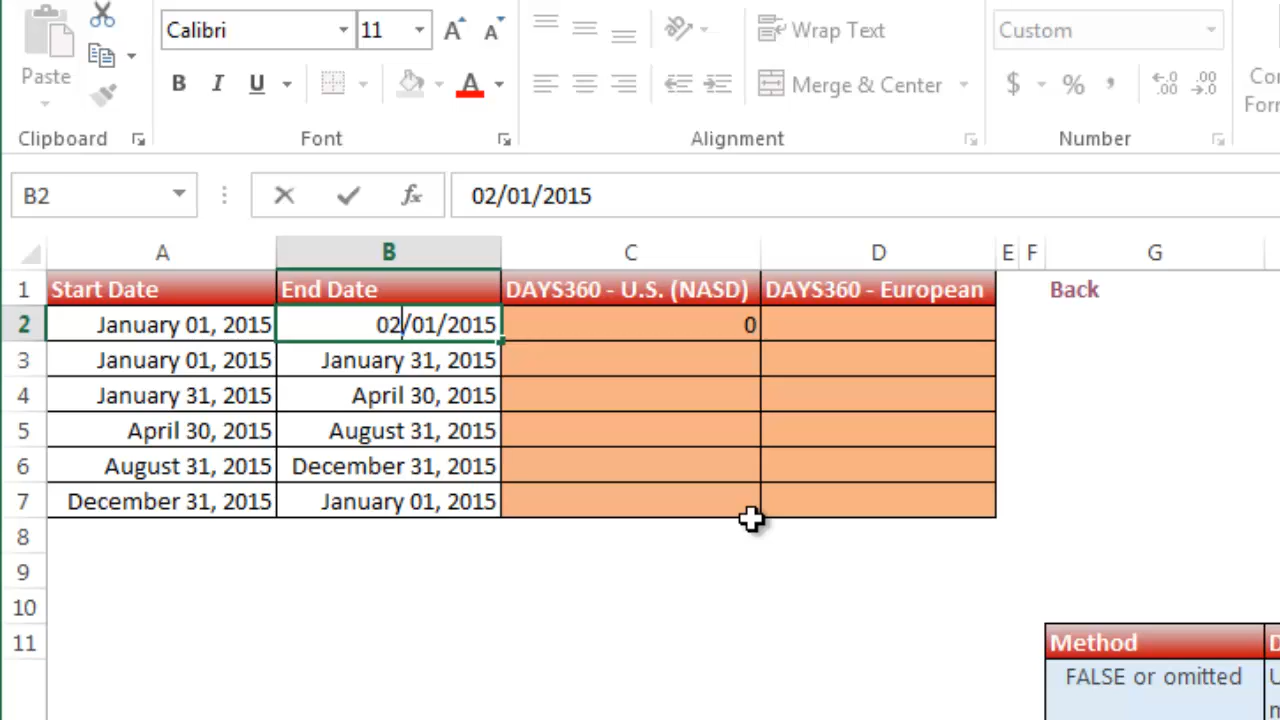 Calibri 11 Wrap Text Custom
Paste B I U A Merge & Center $ % , .00 .00
Clipboard Font Alignment Number
B2 fx 02/01/2015
A B C D E F G
1 Start Date End Date DAYS360 - U.S. (NASD) DAYS360 - European Back
2 January 01, 2015 02/01/2015 0
3 January 01, 2015 January 31, 2015
4 January 31, 2015 April 30, 2015
5 April 30, 2015 August 31, 2015
6 August 31, 2015 December 31, 2015
7 December 31, 2015 January 01, 2015
8
9
10
11 Method
FALSE or omitted